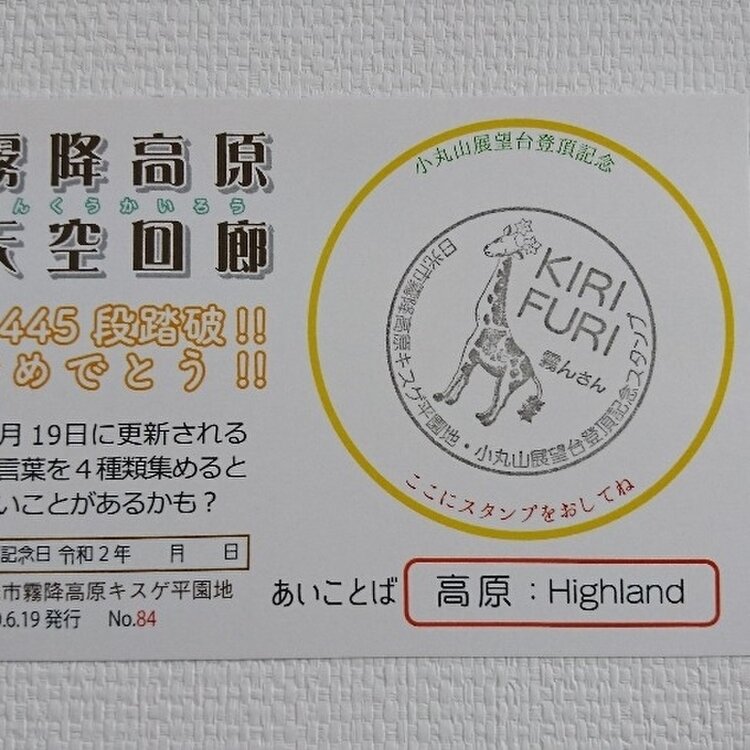 霧降高原
んくうかいろう
天空回廊
445段踏破!!
めでとう!!
月19日に更新される
言葉を4種類集めると
いことがあるかも?
記念日 令和2年 月 日
市霧降高原キスゲ平園地
.6.19発行 No.84
小丸山展望台登頂記念
日光市霧降高原キスゲ平園地・小丸山展望台登頂記念スタンプ
KIRI
FURI
霧んさん
ここにスタンプをおしてね
あいことば 高原：Highland